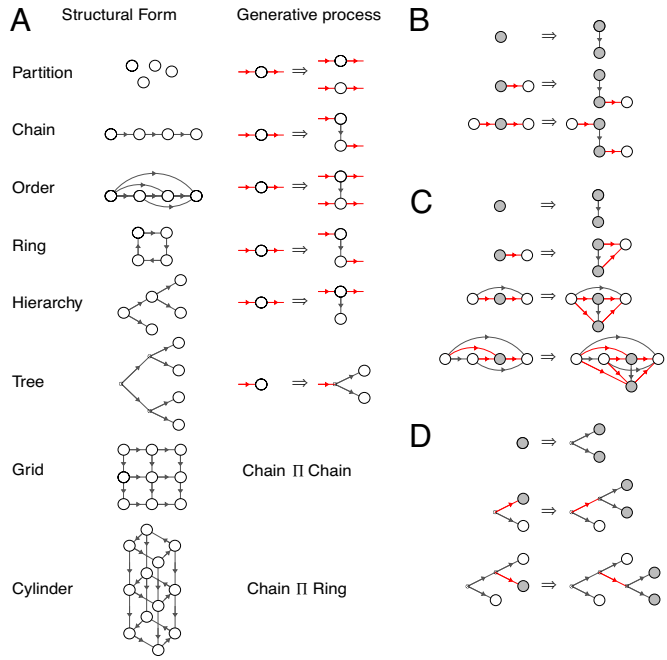 A
Structural Form
Generative process
Partition
⇒
Chain
⇒
Order
⇒
Ring
⇒
Hierarchy
⇒
Tree
⇒
Grid
Chain Π Chain
Cylinder
Chain Π Ring
B
⇒
⇒
⇒
C
⇒
⇒
⇒
⇒
D
⇒
⇒
⇒